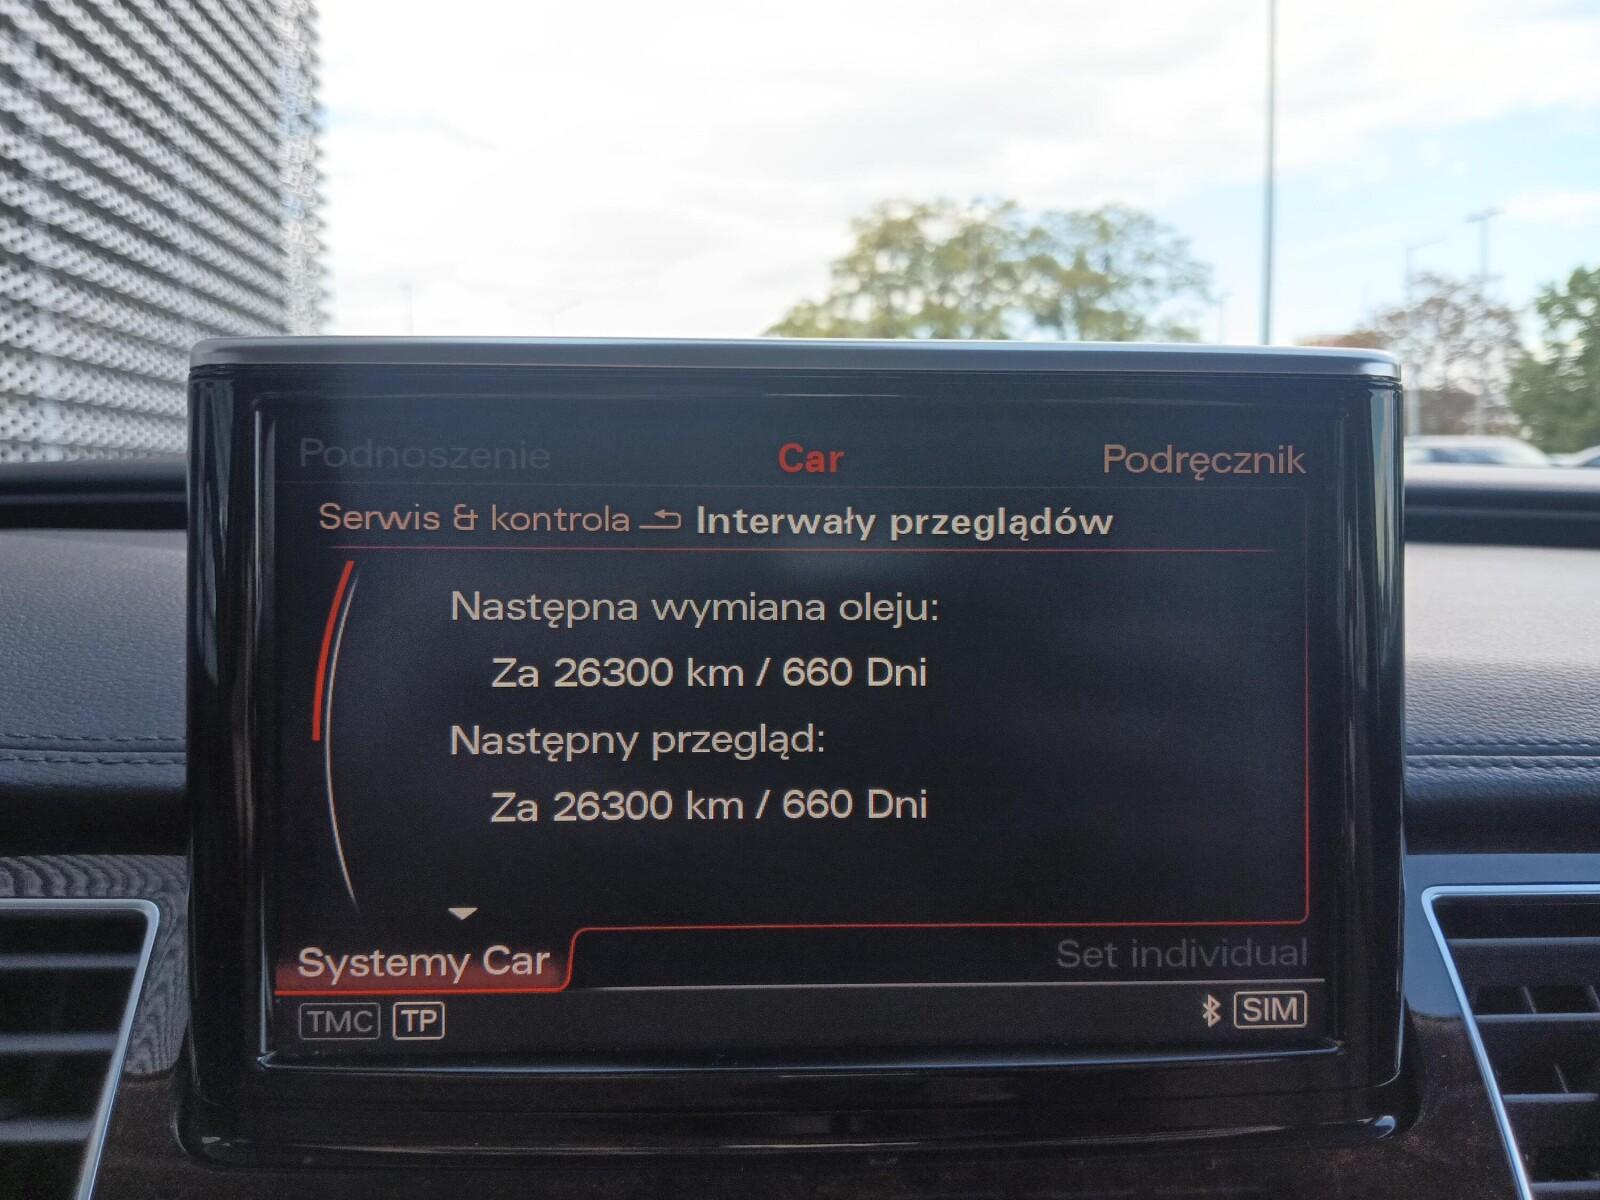 Podnoszenie Car Podręcznik
Serwis & kontrola Interwały przeglądów
Następna wymiana oleju:
Za 26300 km / 660 Dni
Następny przegląd:
Za 26300 km / 660 Dni
Systemy Car Set individual
TMC TP SIM